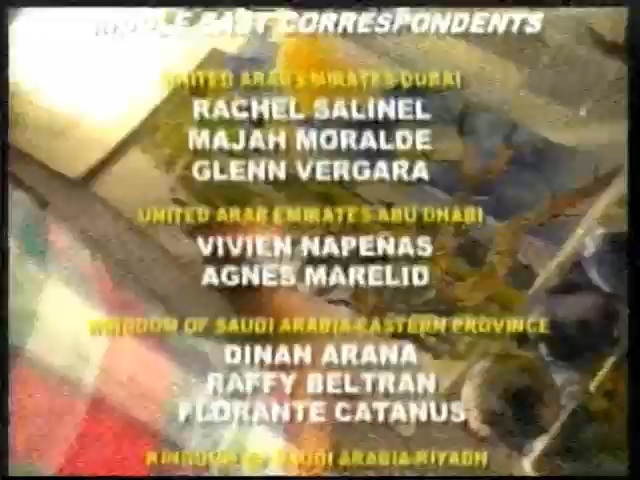 MIDDLE EAST CORRESPONDENTS
UNITED ARAB EMIRATES-DUBAI
RACHEL SALINEL
MAJAH MORALDE
GLENN VERGARA
UNITED ARAB EMIRATES ABU DHABI
VIVIEN NAPEÑAS
AGNES MARELID
KINGDOM OF SAUDI ARABIA-EASTERN PROVINCE
DINAH ARANA
RAFFY BELTRAN
FLORANTE CATANUS
KINGDOM OF SAUDI ARABIA-RIYADH